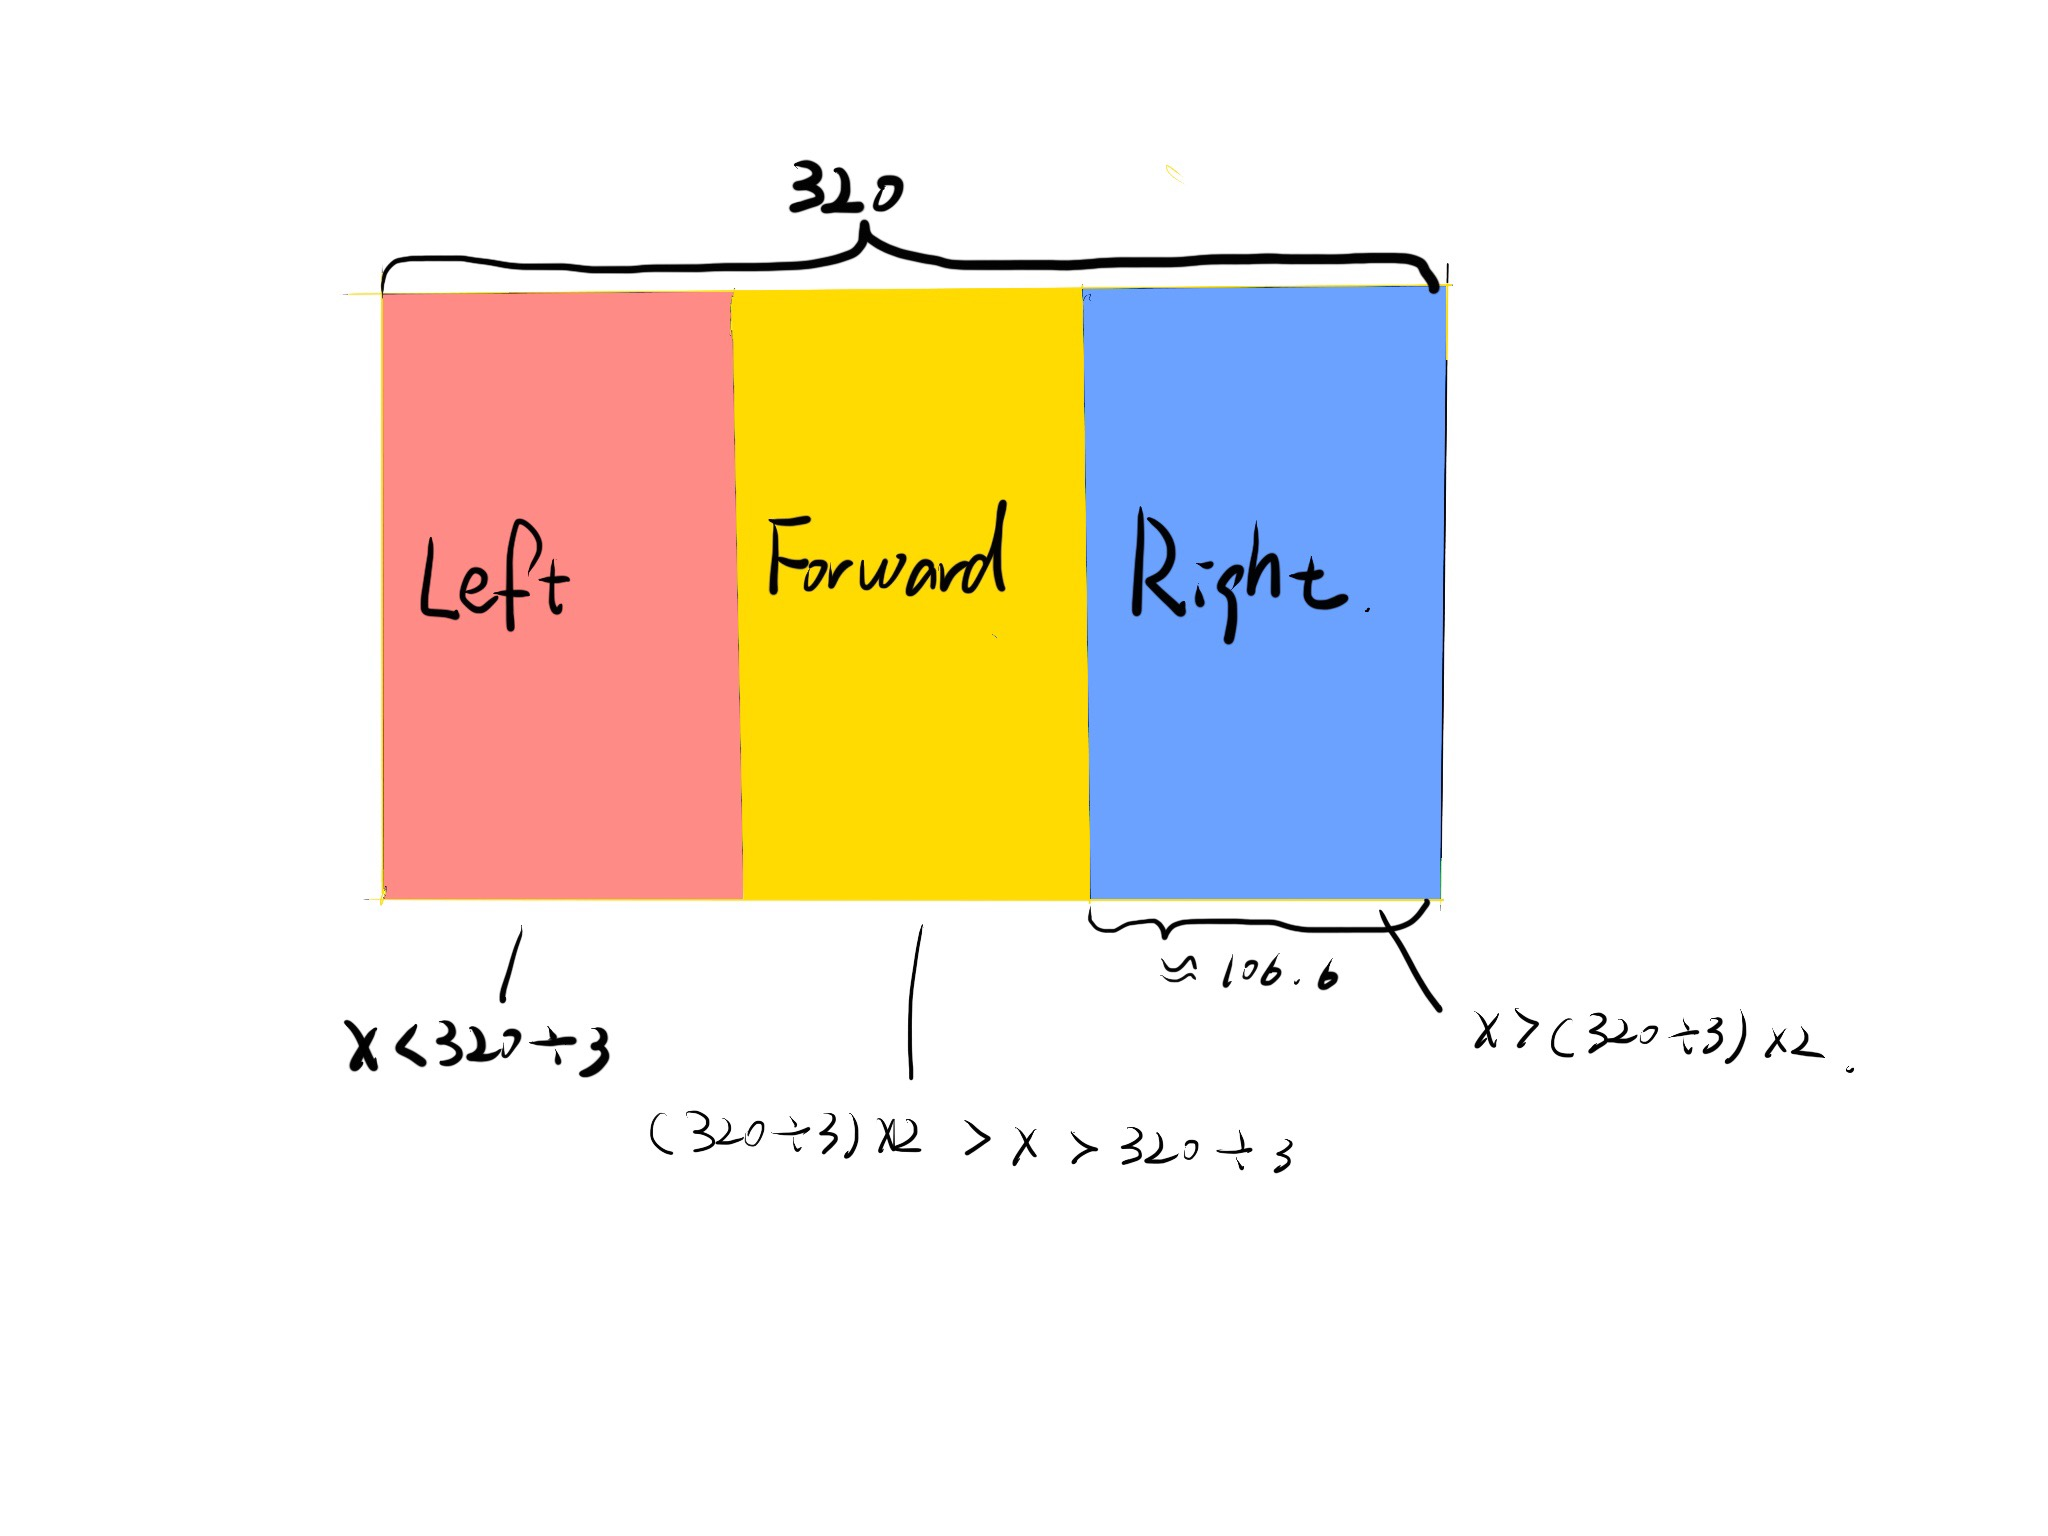 320
Left
Forward
Right.
≈ 106.6
x < 320 ÷ 3
x > (320 ÷ 3) x2.
(320 ÷ 3) x2 > x > 320 ÷ 3